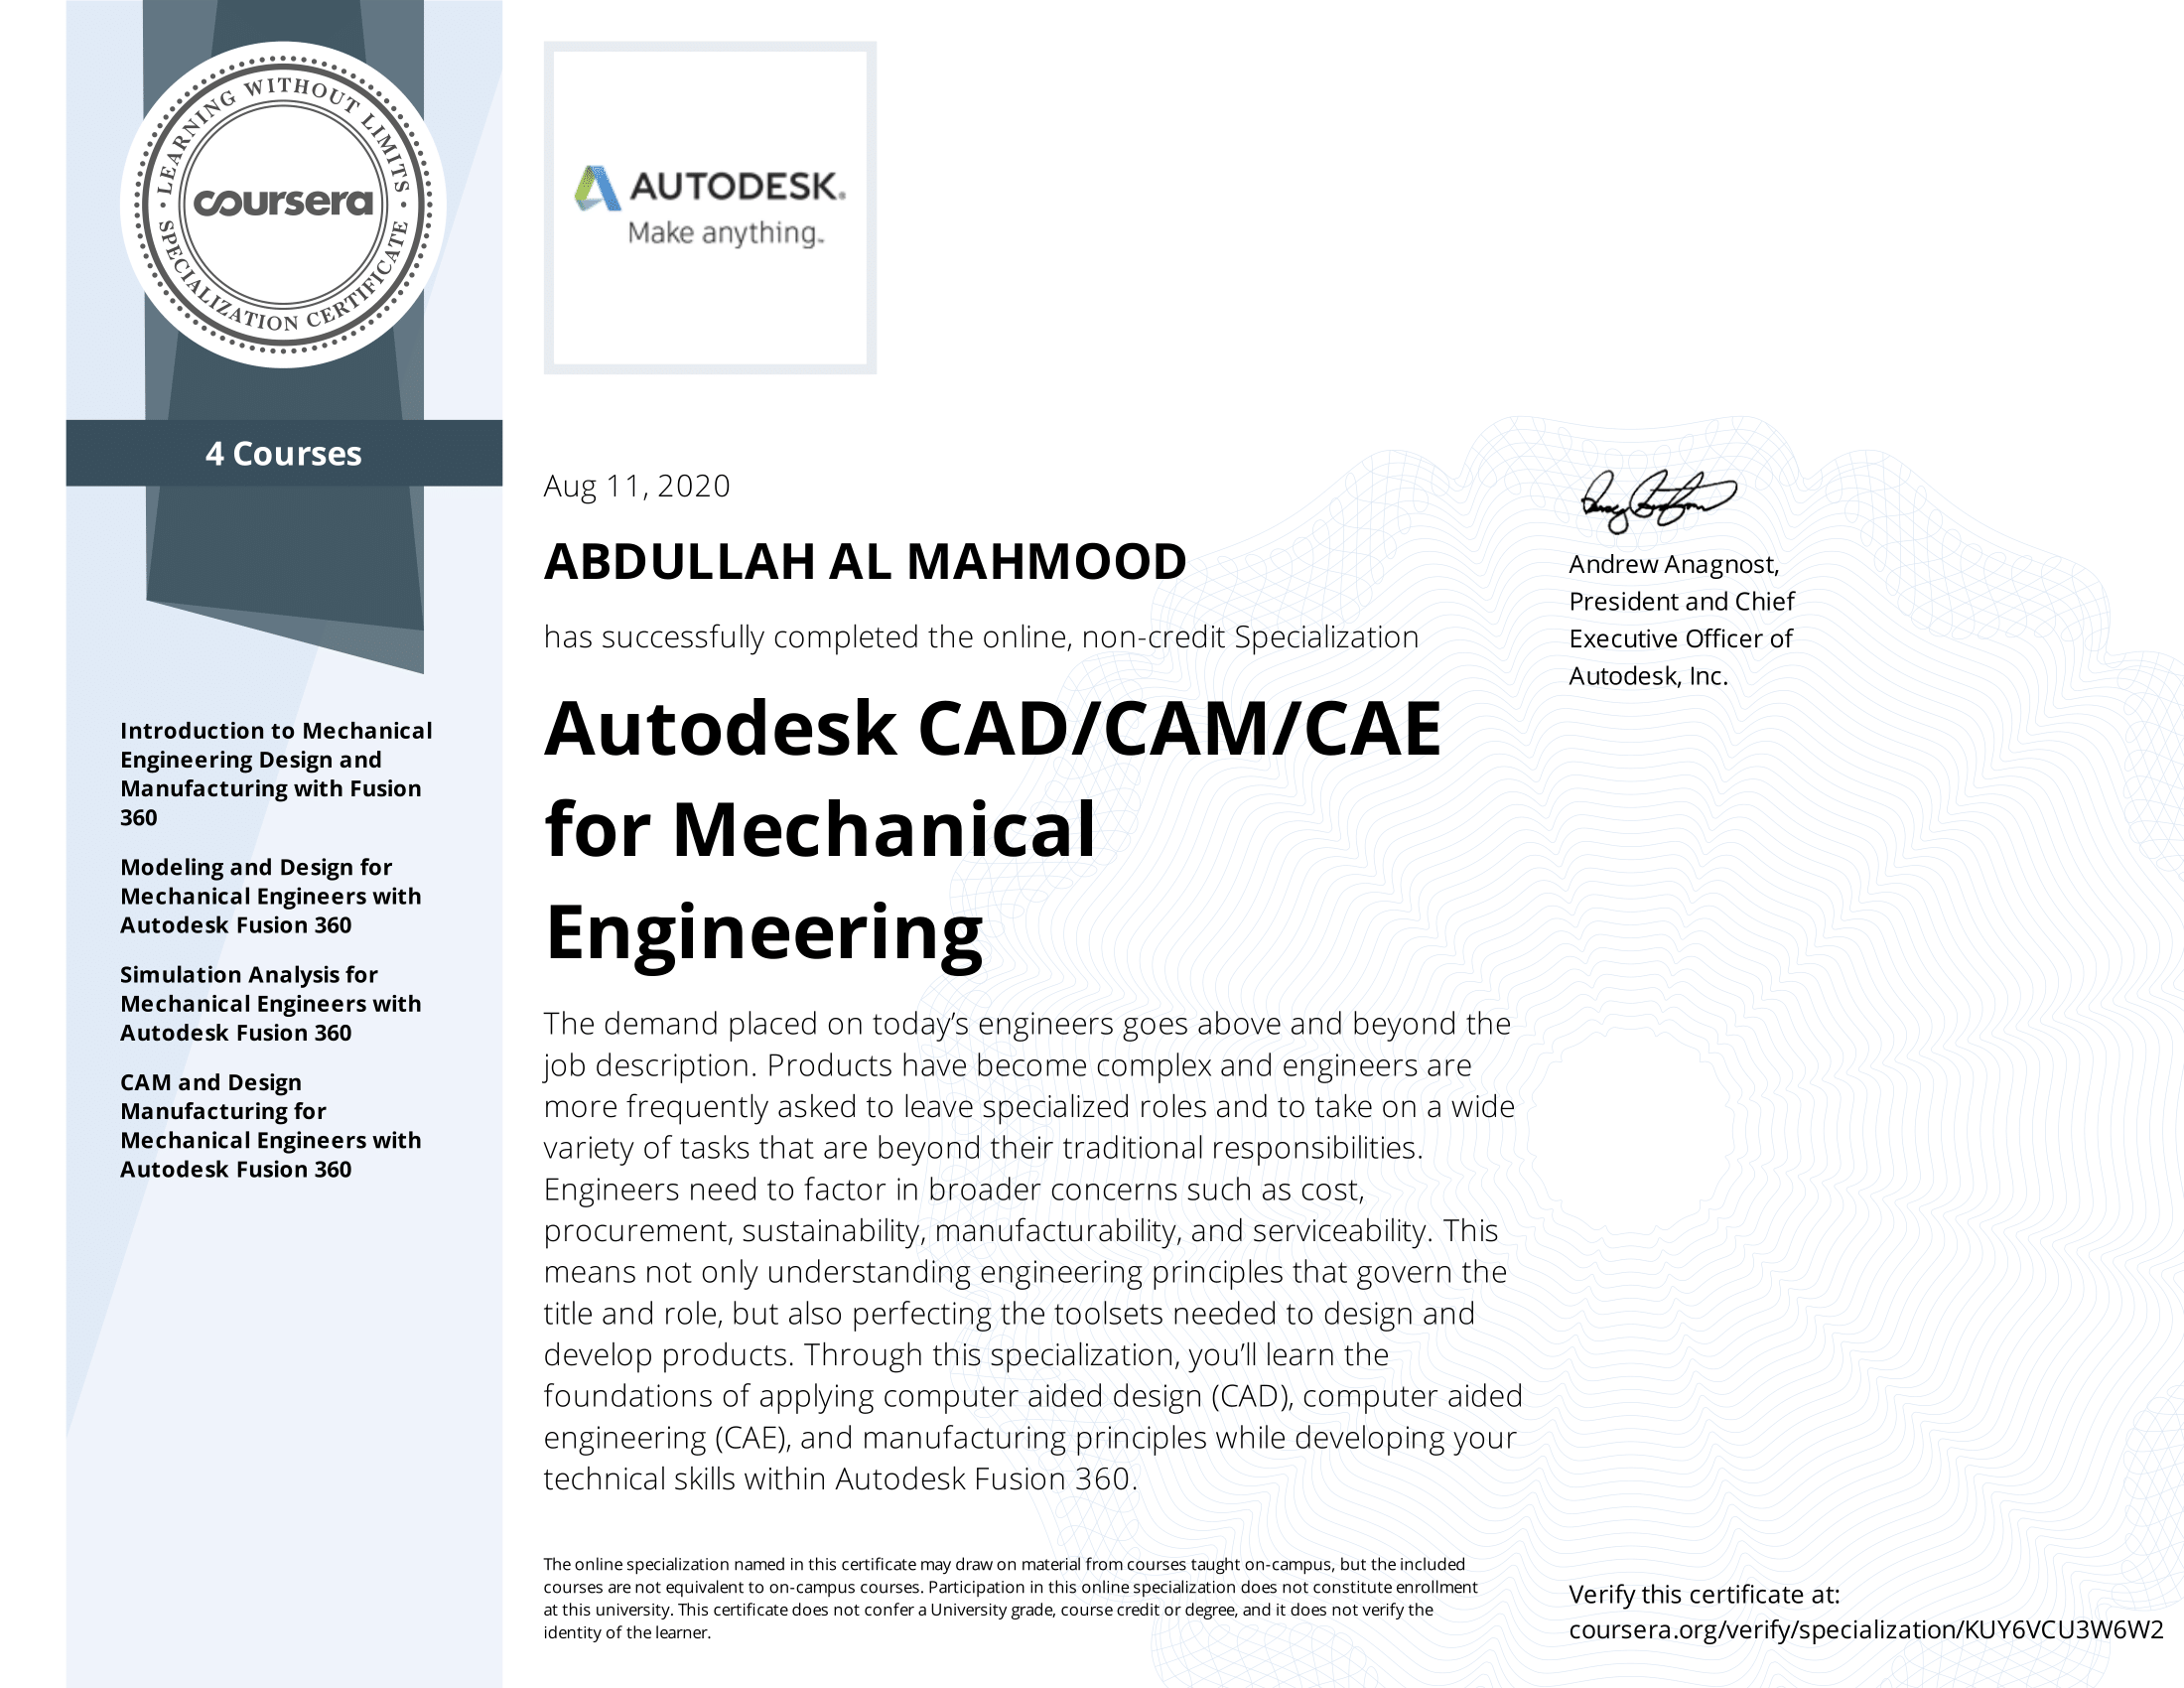 LEARNING WITHOUT LIMITS
coursera
SPECIALIZATION CERTIFICATE
4 Courses
Introduction to Mechanical
Engineering Design and
Manufacturing with Fusion
360
Modeling and Design for
Mechanical Engineers with
Autodesk Fusion 360
Simulation Analysis for
Mechanical Engineers with
Autodesk Fusion 360
CAM and Design
Manufacturing for
Mechanical Engineers with
Autodesk Fusion 360
AUTODESK®
Make anything™
Aug 11, 2020
ABDULLAH AL MAHMOOD
has successfully completed the online, non-credit Specialization
Autodesk CAD/CAM/CAE
for Mechanical
Engineering
The demand placed on today’s engineers goes above and beyond the
job description. Products have become complex and engineers are
more frequently asked to leave specialized roles and to take on a wide
variety of tasks that are beyond their traditional responsibilities.
Engineers need to factor in broader concerns such as cost,
procurement, sustainability, manufacturability, and serviceability. This
means not only understanding engineering principles that govern the
title and role, but also perfecting the toolsets needed to design and
develop products. Through this specialization, you’ll learn the
foundations of applying computer aided design (CAD), computer aided
engineering (CAE), and manufacturing principles while developing your
technical skills within Autodesk Fusion 360.
The online specialization named in this certificate may draw on material from courses taught on-campus, but the included
courses are not equivalent to on-campus courses. Participation in this online specialization does not constitute enrollment
at this university. This certificate does not confer a University grade, course credit or degree, and it does not verify the
identity of the learner.
Andrew Anagnost,
President and Chief
Executive Officer of
Autodesk, Inc.
Verify this certificate at:
coursera.org/verify/specialization/KUY6VCU3W6W2